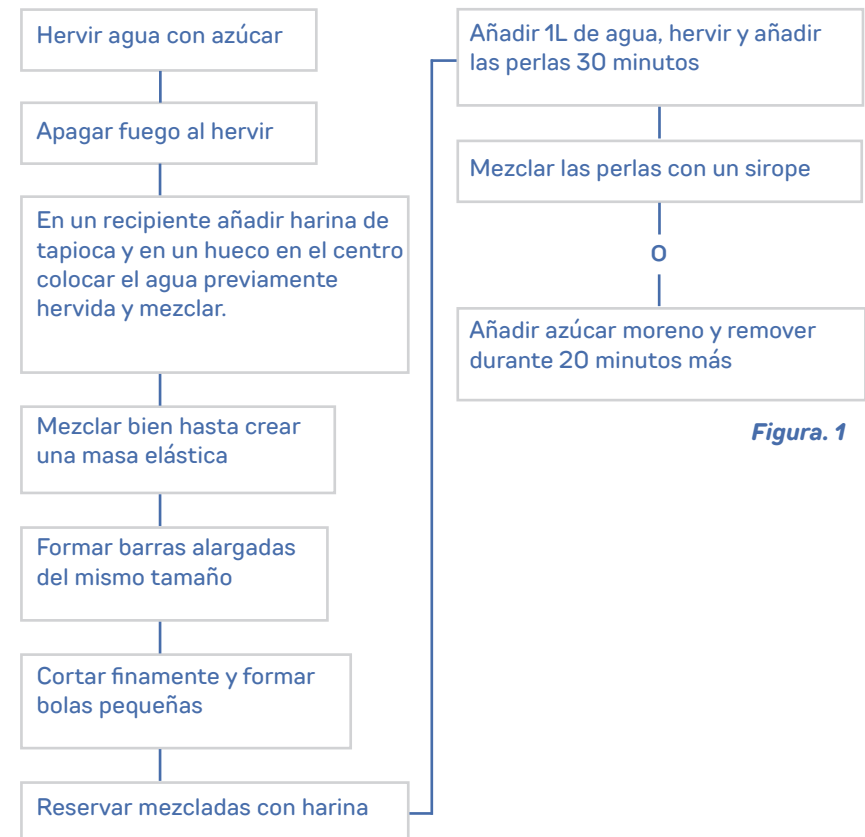 Hervir agua con azúcar
Apagar fuego al hervir
En un recipiente añadir harina de
tapioca y en un hueco en el centro
colocar el agua previamente
hervida y mezclar.
Mezclar bien hasta crear
una masa elástica
Formar barras alargadas
del mismo tamaño
Cortar finamente y formar
bolas pequeñas
Reservar mezcladas con harina
Añadir 1L de agua, hervir y añadir
las perlas 30 minutos
Mezclar las perlas con un sirope
O
Añadir azúcar moreno y remover
durante 20 minutos más
Figura. 1